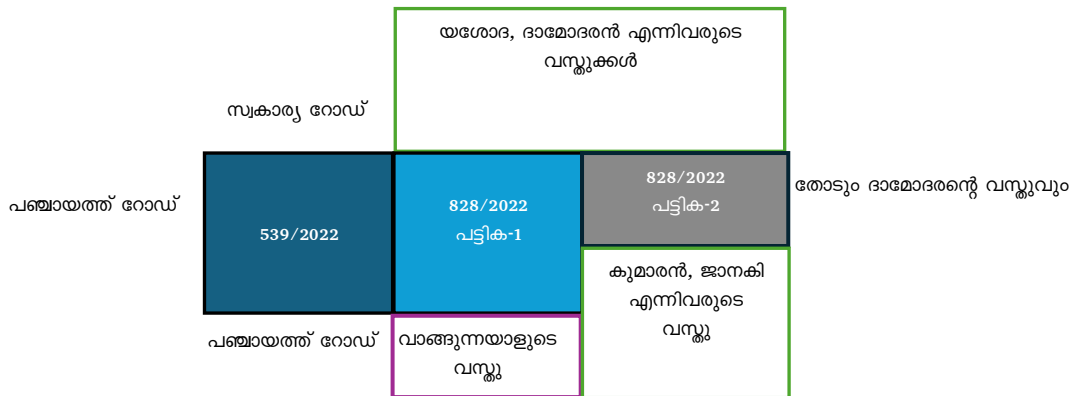 യശോദ, ദാമോദരൻ എന്നിവരുടെ
വസ്തുക്കൾ
സ്വകാര്യ റോഡ്
പഞ്ചായത്ത് റോഡ്
539/2022
828/2022
പട്ടിക-1
828/2022
പട്ടിക-2
തോടും ദാമോദരന്റെ വസ്തുവും
പഞ്ചായത്ത് റോഡ്
വാങ്ങുന്നയാളുടെ
വസ്തു
കുമാരൻ, ജാനകി
എന്നിവരുടെ
വസ്തു